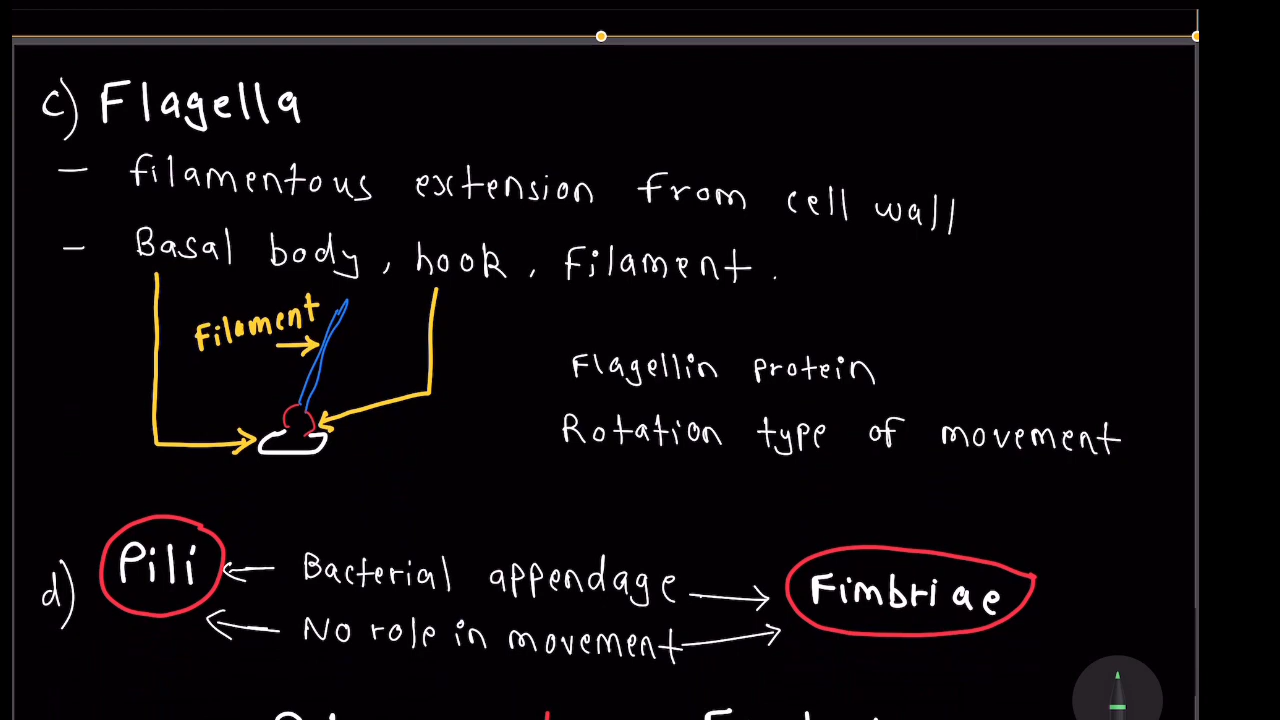 c) Flagella
- filamentous extension from cell wall
- Basal body, hook, Filament.
Filament
Flagellin protein
Rotation type of movement
d) Pili Bacterial appendage Fimbriae
No role in movement